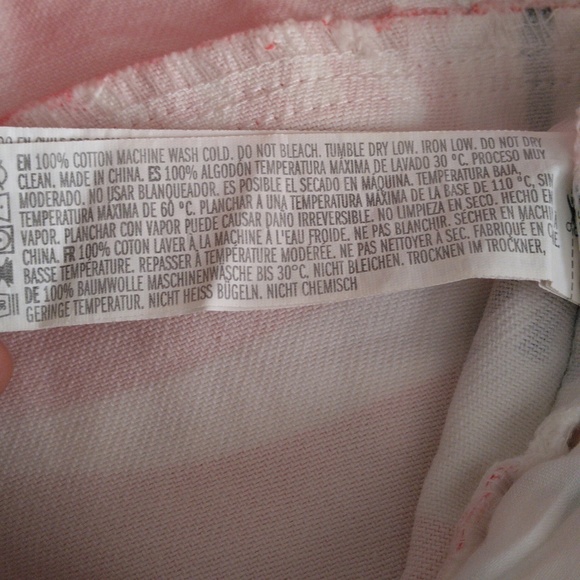 EN 100% COTTON MACHINE WASH COLD. DO NOT BLEACH. TUMBLE DRY LOW. IRON LOW. DO NOT DRY
CLEAN. MADE IN CHINA. ES 100% ALGODÓN TEMPERATURA MÁXIMA DE LAVADO 30 °C. PROCESO MUY
MODERADO. NO USAR BLANQUEADOR. ES POSIBLE EL SECADO EN MÁQUINA. TEMPERATURA BAJA,
TEMPERATURA MÁXIMA DE 60 °C. PLANCHAR A UNA TEMPERATURA MÁXIMA DE LA BASE DE 110 °C, SIN
VAPOR. PLANCHAR CON VAPOR PUEDE CAUSAR DAÑO IRREVERSIBLE. NO LIMPIEZA EN SECO. HECHO EN
CHINA. FR 100% COTON LAVER À LA MACHINE À L'EAU FROIDE. NE PAS BLANCHIR. SÉCHER EN MACHI
BASSE TEMPÉRATURE. REPASSER À TEMPÉRATURE MODÉRÉE. NE PAS NETTOYER À SEC. FABRIQUÉ EN
DE 100% BAUMWOLLE MASCHINENWÄSCHE BIS 30°C. NICHT BLEICHEN. TROCKNEN IM TROCKNER,
GERINGE TEMPERATUR. NICHT HEISS BÜGELN. NICHT CHEMISCH